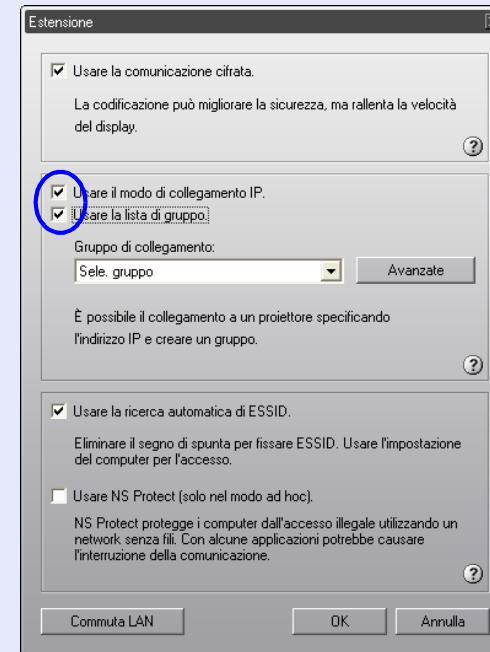 Estensione
Usare la comunicazione cifrata.
La codificazione può migliorare la sicurezza, ma rallenta la velocità
del display.
?
Usare il modo di collegamento IP.
Usare la lista di gruppo.
Gruppo di collegamento:
Sele. gruppo
Avanzate
È possibile il collegamento a un proiettore specificando
l'indirizzo IP e creare un gruppo.
?
Usare la ricerca automatica di ESSID.
Eliminare il segno di spunta per fissare ESSID. Usare l'impostazione
del computer per l'accesso.
Usare NS Protect (solo nel modo ad hoc).
NS Protect protegge i computer dall'accesso illegale utilizzando un
network senza fili. Con alcune applicazioni potrebbe causare
l'interruzione della comunicazione.
?
Commuta LAN
OK
Annulla